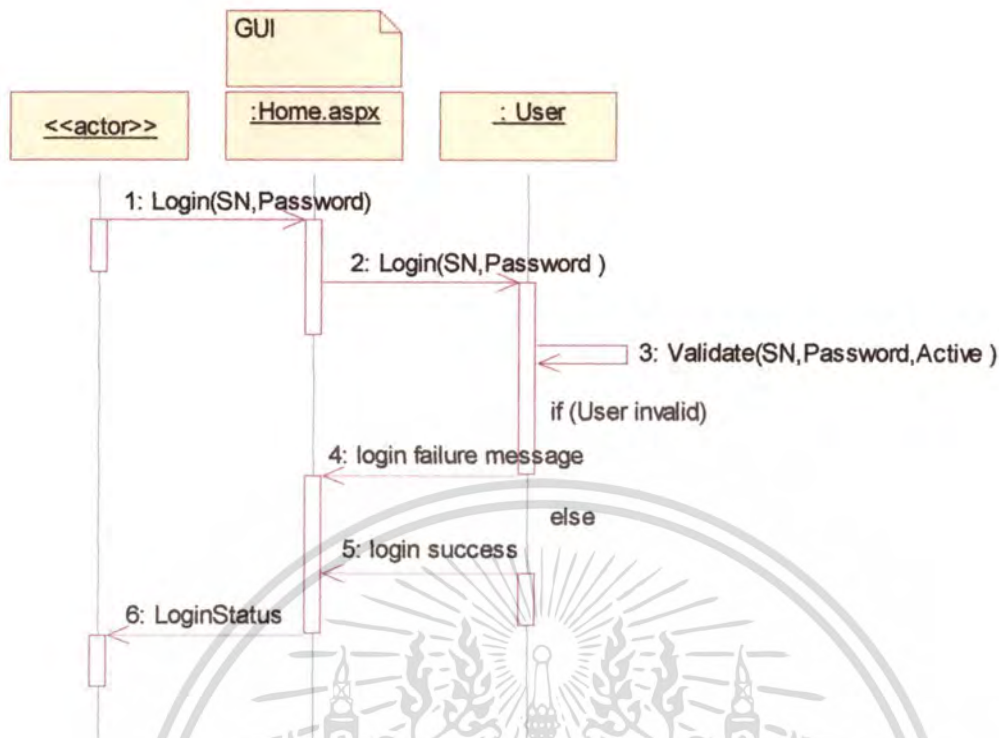 GUI
<<actor>>
:Home.aspx
: User
1: Login(SN,Password)
2: Login(SN,Password )
3: Validate(SN,Password,Active )
if (User invalid)
4: login failure message
else
5: login success
6: LoginStatus